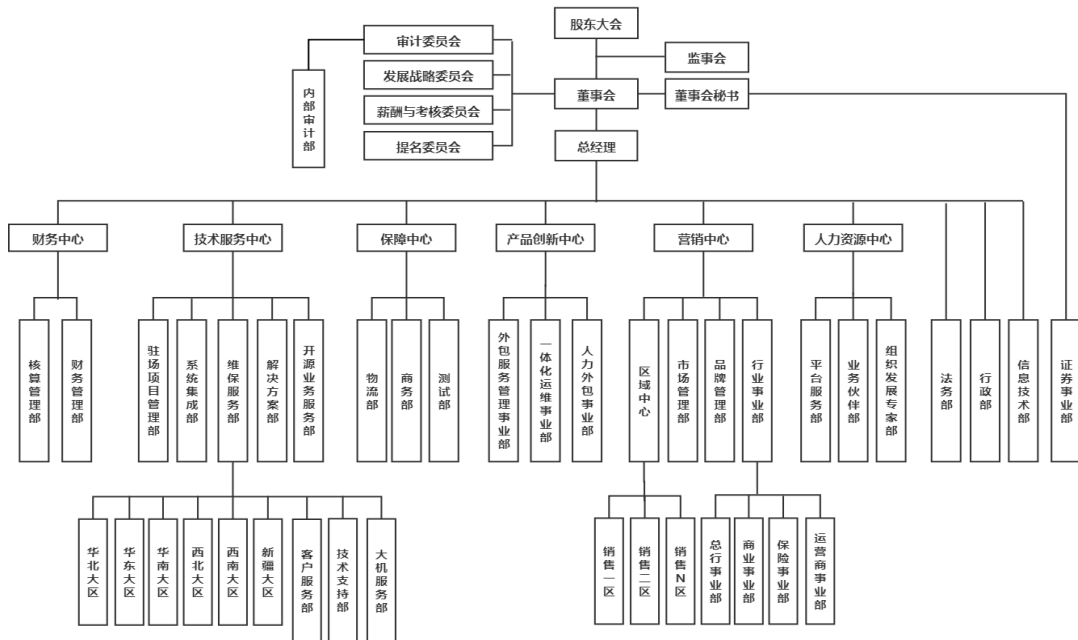 股东大会
审计委员会
监事会
发展战略委员会
董事会
董事会秘书
内部审计部
薪酬与考核委员会
提名委员会
总经理
财务中心
技术服务中心
保障中心
产品创新中心
营销中心
人力资源中心
核算管理部
财务管理部
驻场项目管理部
系统集成部
维保服务部
解决方案部
开源业务服务部
物流部
商务部
测试部
外包服务管理事业部
一体化运维事业部
人力外包事业部
区域中心
市场管理部
品牌管理部
行业事业部
平台服务部
业务伙伴部
组织发展专家部
法务部
行政部
信息技术部
证券事业部
华北大区
华东大区
华南大区
西北大区
西南大区
新疆大区
客户服务部
技术支持部
大机服务部
销售一区
销售二区
销售N区
总行事业部
商业事业部
保险事业部
运营商事业部